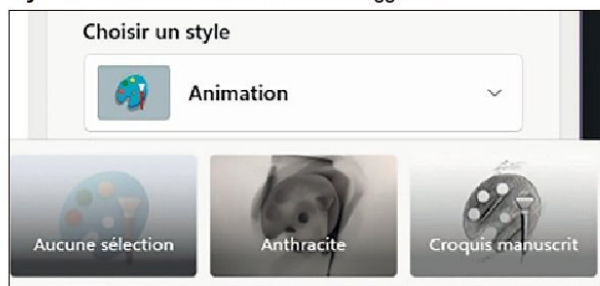 Choisir un style
Animation
Aucune sélection
Anthracite
Croquis manuscrit